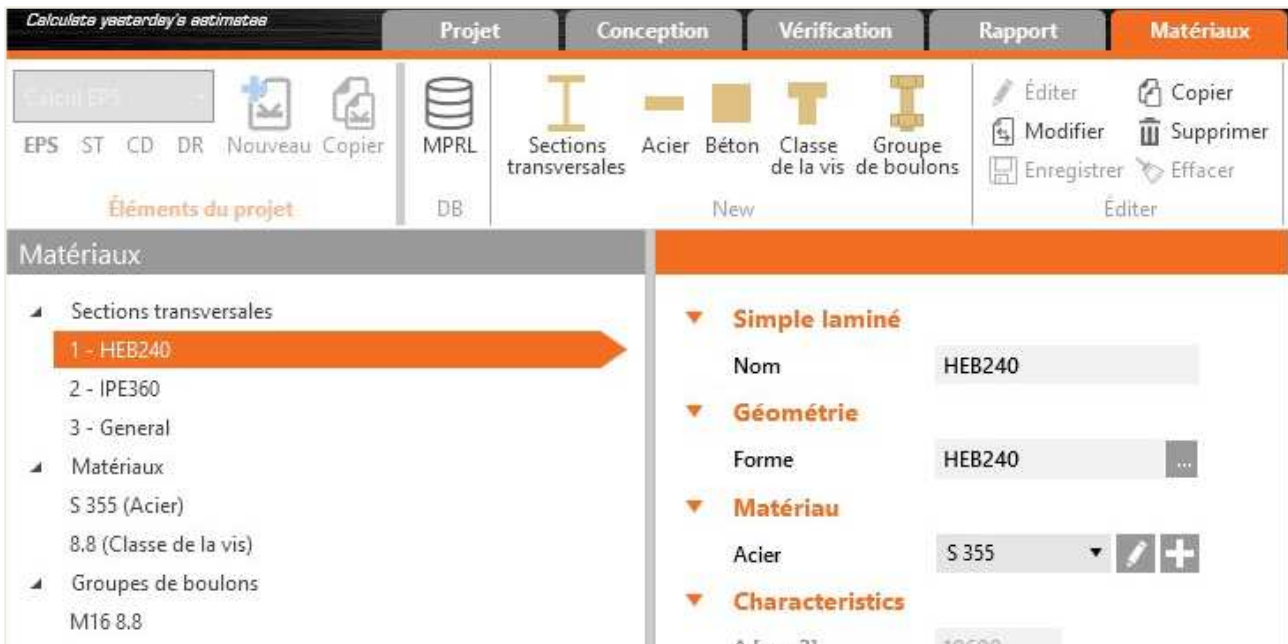 Calculate yesterday's estimates
Projet Conception Vérification Rapport Matériaux
Calcul EPS
EPS ST CD DR Nouveau Copier
Éléments du projet
MPRL
DB
Sections transversales
Acier
Béton
Classe de la vis
Groupe de boulons
New
Éditer
Copier
Modifier
Supprimer
Enregistrer
Effacer
Éditer
Matériaux
Sections transversales
1 - HEB240
2 - IPE360
3 - General
Matériaux
S 355 (Acier)
8.8 (Classe de la vis)
Groupes de boulons
M16 8.8
Simple laminé
Nom HEB240
Géométrie
Forme HEB240 ...
Matériau
Acier S 355
Characteristics